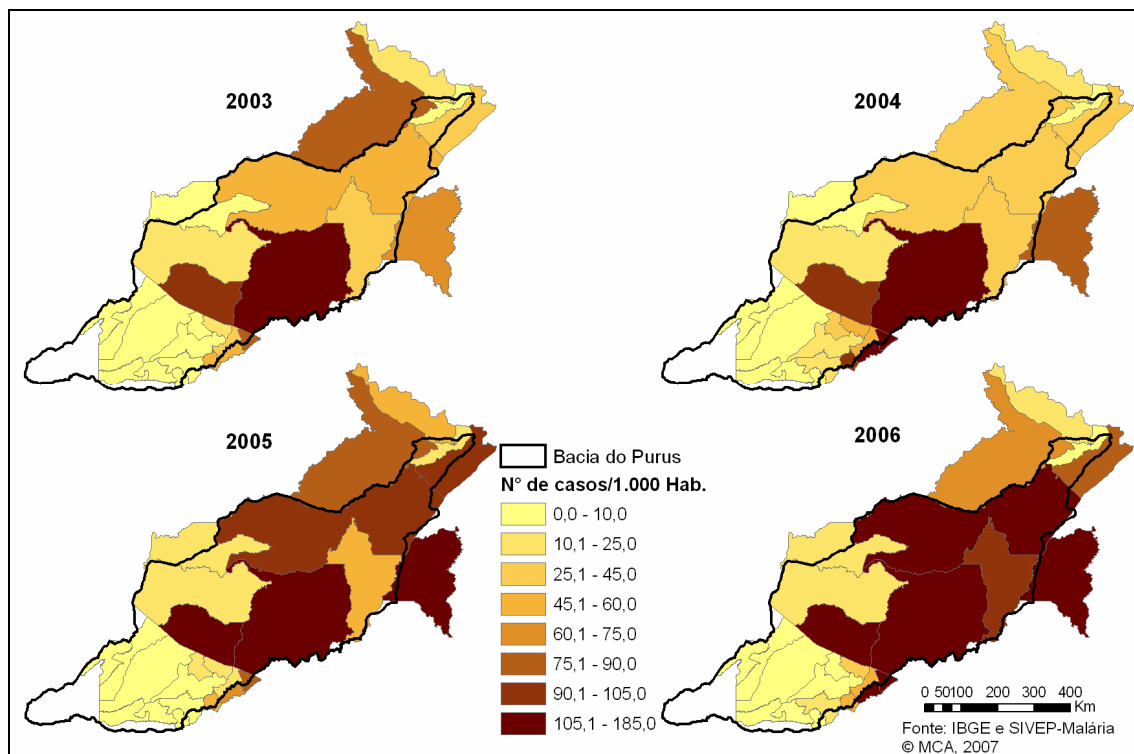 2003
2004
2005
2006
Bacia do Purus
N° de casos/1.000 Hab.
0,0 - 10,0
10,1 - 25,0
25,1 - 45,0
45,1 - 60,0
60,1 - 75,0
75,1 - 90,0
90,1 - 105,0
105,1 - 185,0
0 50100 200 300 400
Km
Fonte: IBGE e SIVEP-Malária
© MCA, 2007